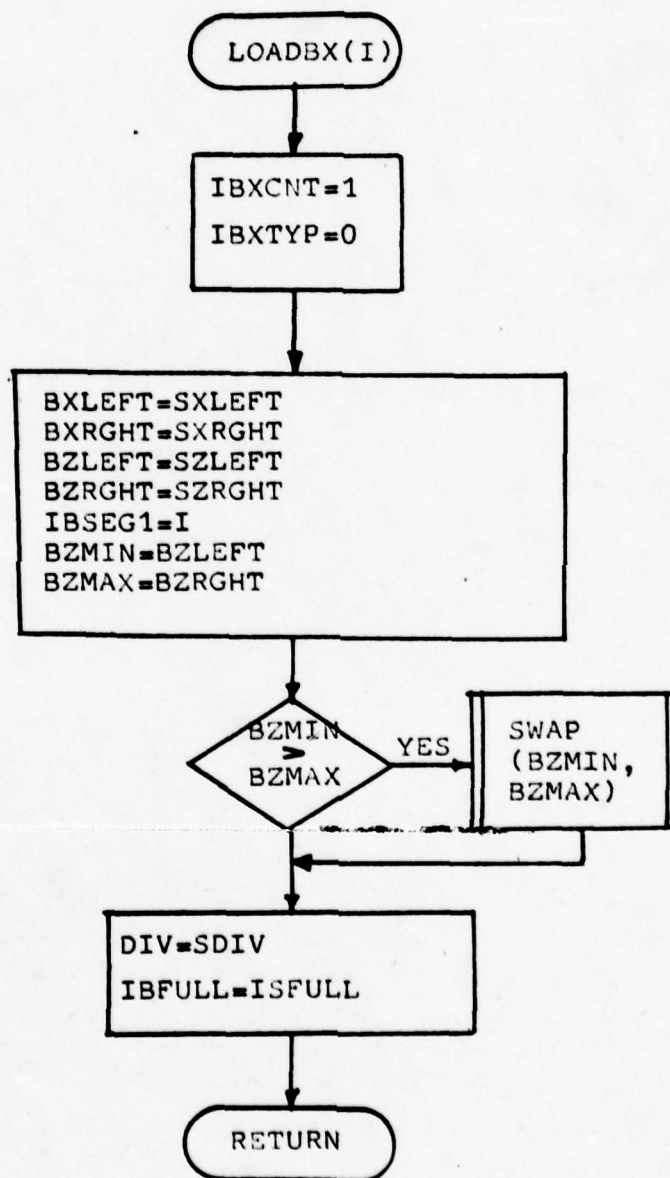 LOADBX(I)
IBXCNT=1
IBXTYP=0
BXLEFT=SXLEFT
BXRGHT=SXRGHT
BZLEFT=SZLEFT
BZRGHT=SZRGHT
IBSEG1=I
BZMIN=BZLEFT
BZMAX=BZRGHT
BZMIN
>
BZMAX
YES
SWAP
(BZMIN,
BZMAX)
DIV=SDIV
IBFULL=ISFULL
RETURN